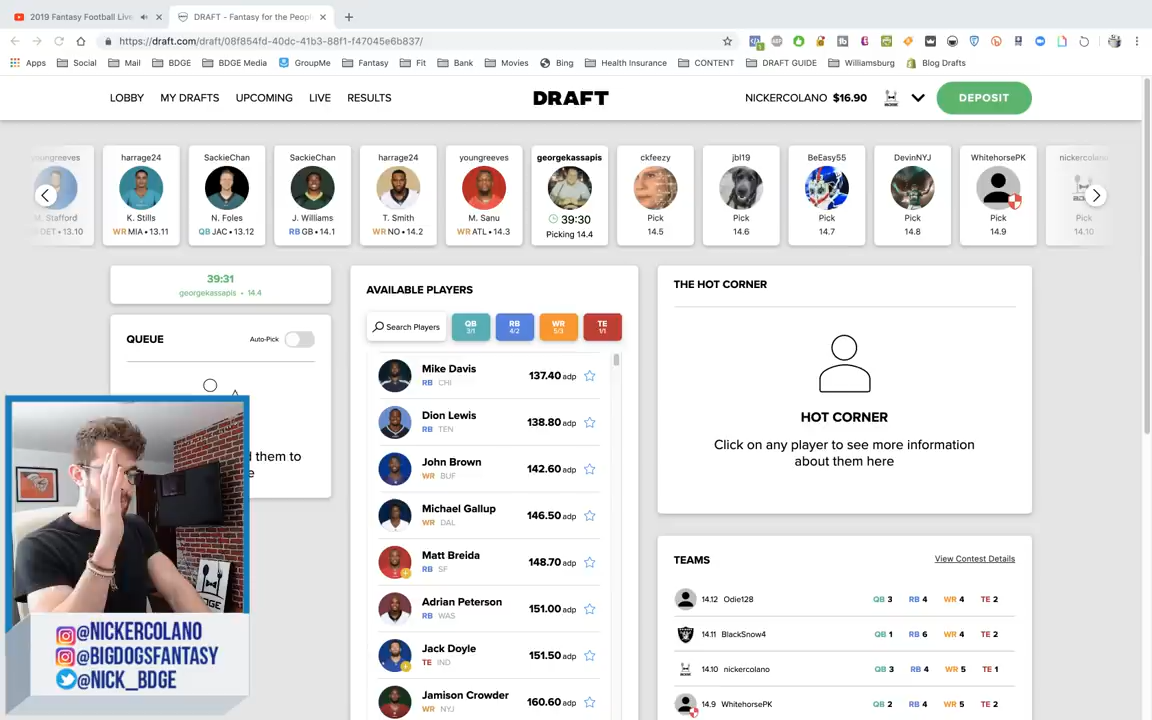 2019 Fantasy Football Live
DRAFT - Fantasy for the Peopl
https://draft.com/draft/08f854fd-40dc-41b3-88f1-f47045e6b837/
Apps Social Mail BDGE BDGE Media GroupMe Fantasy Fit Bank Movies Bing Health Insurance CONTENT DRAFT GUIDE Williamsburg Blog Drafts
LOBBY MY DRAFTS UPCOMING LIVE RESULTS DRAFT NICKERCOLANO $16.90 DEPOSIT
youngreeves harrage24 SackieChan SackieChan harrage24 youngreeves georgekassapis ckfeezy jbl19 BeEasy55 DevinNYJ WhitehorsePK nickercolano
M. Stafford K. Stills N. Foles J. Williams T. Smith M. Sanu 39:30 Pick Pick Pick Pick Pick Pick
DET • 13.10 WR MIA • 13.11 QB JAC • 13.12 RB GB • 14.1 WR NO • 14.2 WR ATL • 14.3 Picking 14.4 14.5 14.6 14.7 14.8 14.9 14.10
39:31
georgekassapis • 14.4
QUEUE Auto-Pick
d them to
e
AVAILABLE PLAYERS
Search Players QB 3/1 RB 4/2 WR 5/3 TE 1/1
Mike Davis
RB CHI
137.40 adp
Dion Lewis
RB TEN
138.80 adp
John Brown
WR BUF
142.60 adp
Michael Gallup
WR DAL
146.50 adp
Matt Breida
RB SF
148.70 adp
Adrian Peterson
RB WAS
151.00 adp
Jack Doyle
TE IND
151.50 adp
Jamison Crowder
WR NYJ
160.60 adp
THE HOT CORNER
HOT CORNER
Click on any player to see more information
about them here
TEAMS View Contest Details
14.12 Odie128 QB 3 RB 4 WR 4 TE 2
14.11 BlackSnow4 QB 1 RB 6 WR 4 TE 2
14.10 nickercolano QB 3 RB 4 WR 5 TE 1
14.9 WhitehorsePK QB 2 RB 4 WR 5 TE 2
@NICKERCOLANO
@BIGDOGSFANTASY
@NICK_BDGE